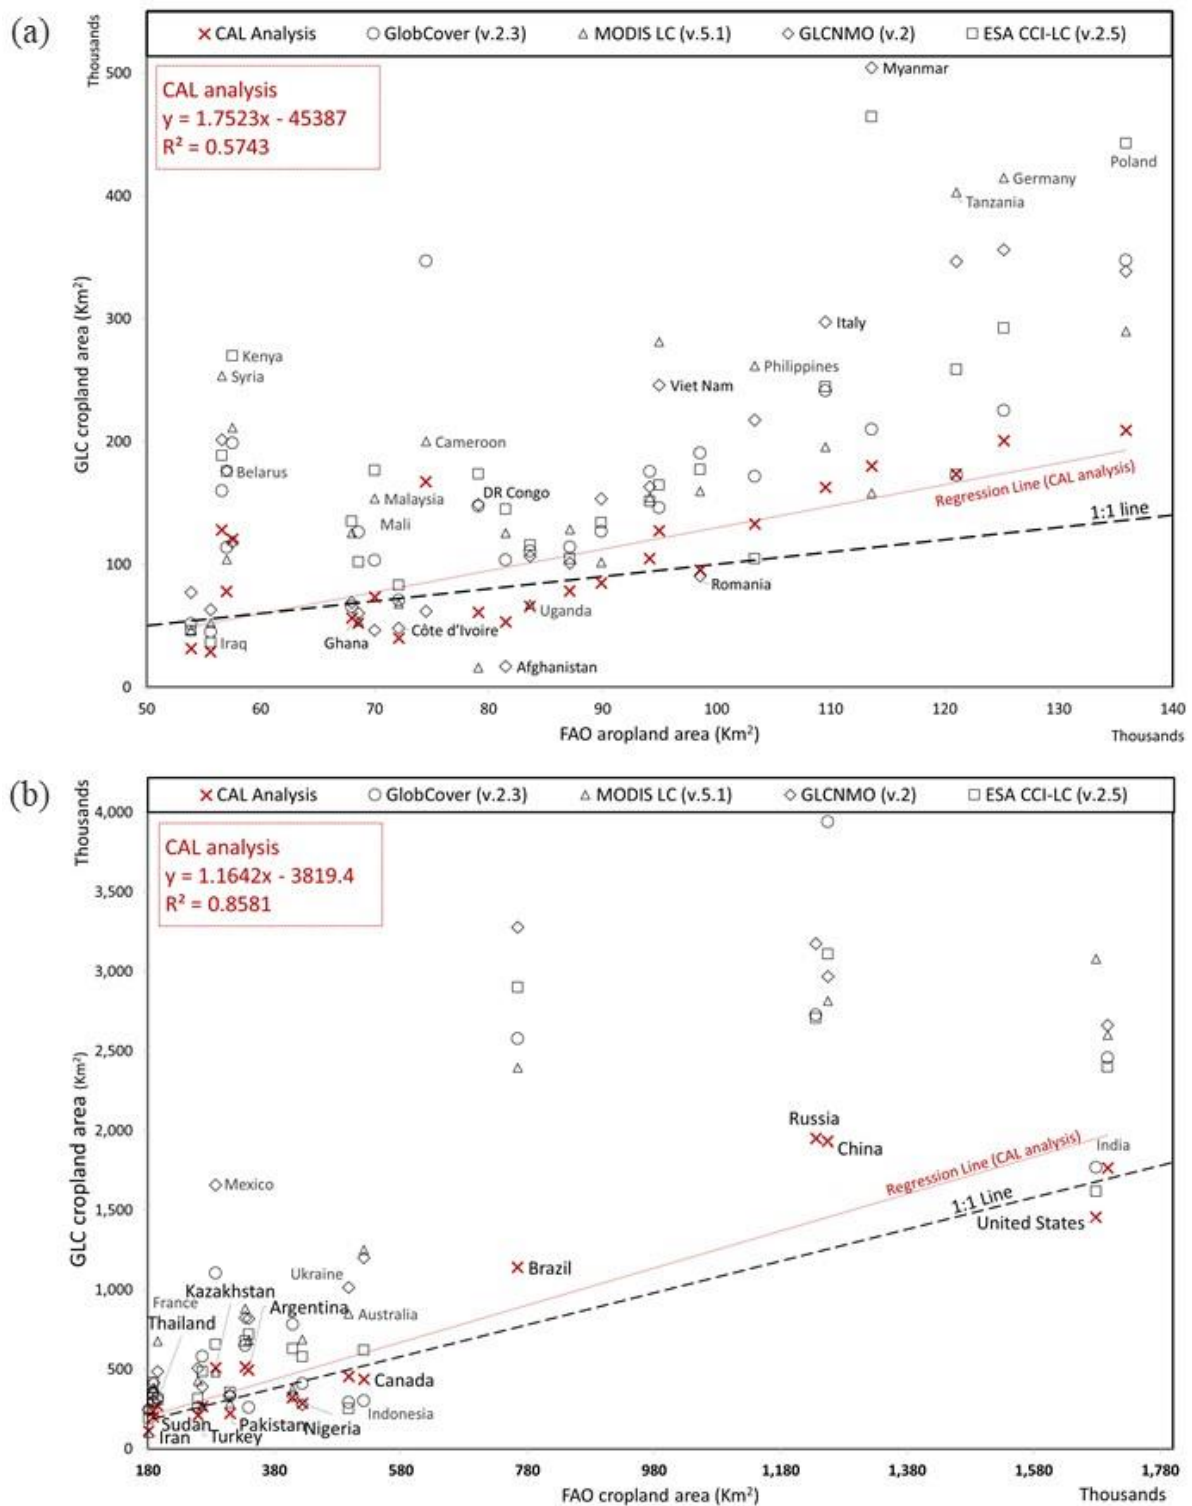 (a)
CAL Analysis GlobCover (v.2.3) MODIS LC (v.5.1) GLCNMO (v.2) ESA CCI-LC (v.2.5)
Thousands
CAL analysis
y = 1.7523x - 45387
R² = 0.5743
500
400
300
200
100
0
GLC cropland area (Km²)
Myanmar
Poland
Germany
Tanzania
Italy
Kenya
Syria
Philippines
Viet Nam
Belarus
Cameroon
DR Congo
Malaysia
Mali
Regression Line (CAL analysis)
1:1 line
Romania
Uganda
Iraq
Ghana
Côte d'Ivoire
Afghanistan
50 60 70 80 90 100 110 120 130 140
FAO aropland area (Km²)
Thousands
(b)
CAL Analysis GlobCover (v.2.3) MODIS LC (v.5.1) GLCNMO (v.2) ESA CCI-LC (v.2.5)
Thousands
CAL analysis
y = 1.1642x - 3819.4
R² = 0.8581
4,000
3,500
3,000
2,500
2,000
1,500
1,000
500
0
GLC cropland area (Km²)
Russia
China
Regression Line (CAL analysis)
India
1:1 Line
United States
Mexico
Brazil
Ukraine
Kazakhstan
France
Argentina
Australia
Thailand
Canada
Indonesia
Sudan
Pakistan
Nigeria
Iran
Turkey
180 380 580 780 980 1,180 1,380 1,580 1,780
FAO cropland area (Km²)
Thousands